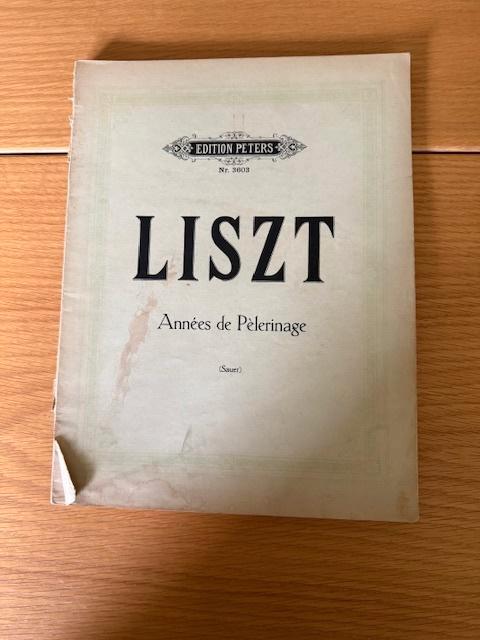 EDITION PETERS
Nr. 3603
LISZT
Années de Pèlerinage
(Sauer)